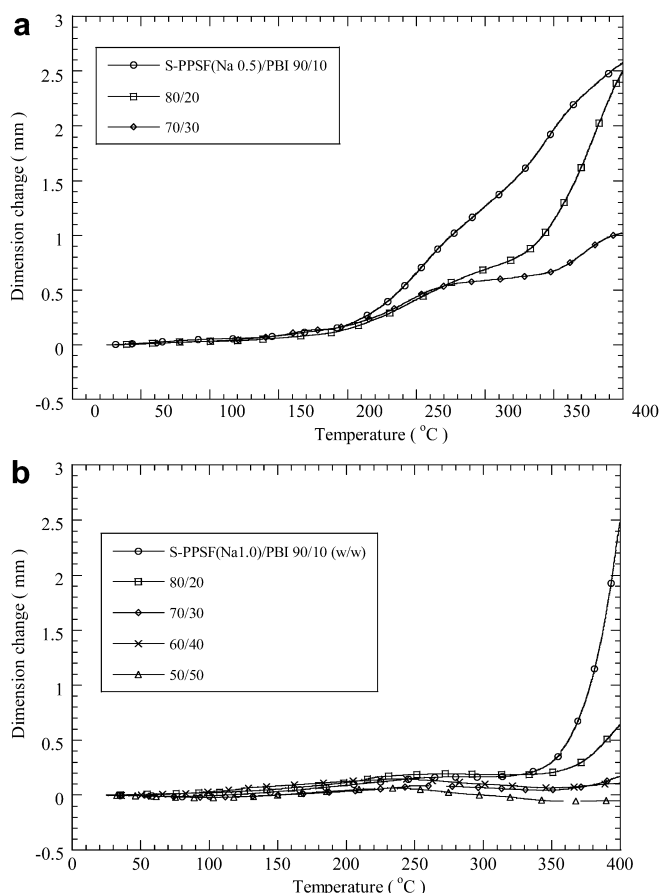 a
3
2.5
2
1.5
1
0.5
0
-0.5
Dimension change ( mm )
S-PPSF(Na 0.5)/PBI 90/10
80/20
70/30
0 50 100 150 200 250 300 350 400
Temperature ( °C )
b
3
2.5
2
1.5
1
0.5
0
-0.5
Dimension change ( mm )
S-PPSF(Na1.0)/PBI 90/10 (w/w)
80/20
70/30
60/40
50/50
0 50 100 150 200 250 300 350 400
Temperature ( °C )